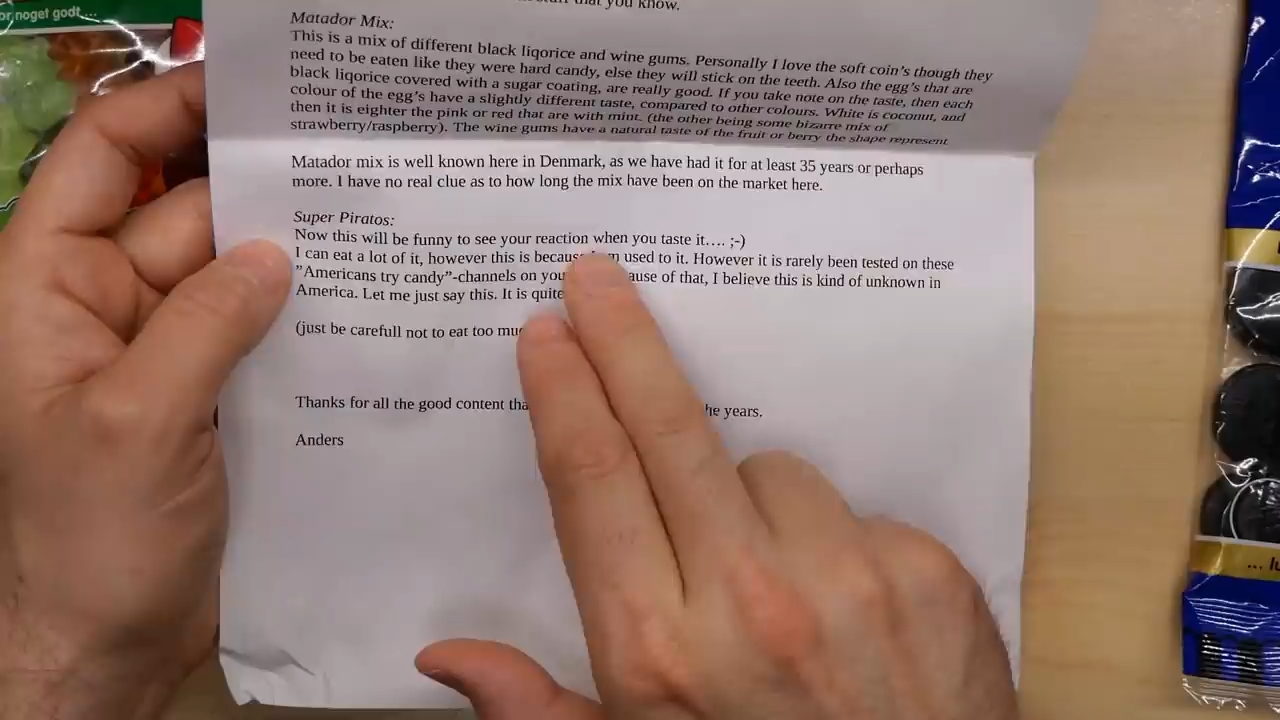 or noget godt...
that you know.
Matador Mix:
This is a mix of different black liqorice and wine gums. Personally I love the soft coin's though they
need to be eaten like they were hard candy, else they will stick on the teeth. Also the egg's that are
black liqorice covered with a sugar coating, are really good. If you take note on the taste, then each
colour of the egg's have a slightly different taste, compared to other colours. White is coconut, and
then it is eighter the pink or red that are with mint. (the other being some bizarre mix of
strawberry/raspberry). The wine gums have a natural taste of the fruit or berry the shape represent
Matador mix is well known here in Denmark, as we have had it for at least 35 years or perhaps
more. I have no real clue as to how long the mix have been on the market here.
Super Piratos:
Now this will be funny to see your reaction when you taste it.... ;-)
I can eat a lot of it, however this is because used to it. However it is rarely been tested on these
"Americans try candy"-channels on of that, I believe this is kind of unknown in
America. Let me just say this. It is quite
(just be carefull not to eat too
Thanks for all the good content years.
Anders